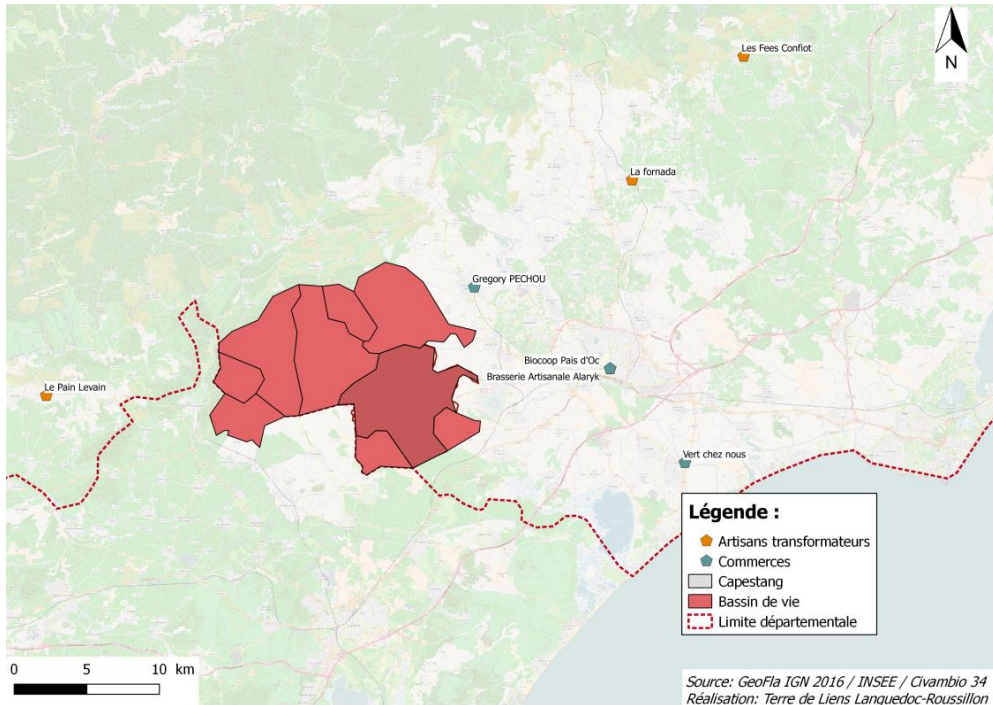 Les Fees Confiot
N
La fornada
Gregory PECHOU
Biocoop Pais d'Oc
Brasserie Artisanale Alaryk
Le Pain Levain
Vert chez nous
Légende :
Artisans transformateurs
Commerces
Capestang
Bassin de vie
Limite départementale
0 5 10 km
Source: GeoFla IGN 2016 / INSEE / Civambio 34
Réalisation: Terre de Liens Languedoc-Roussillon